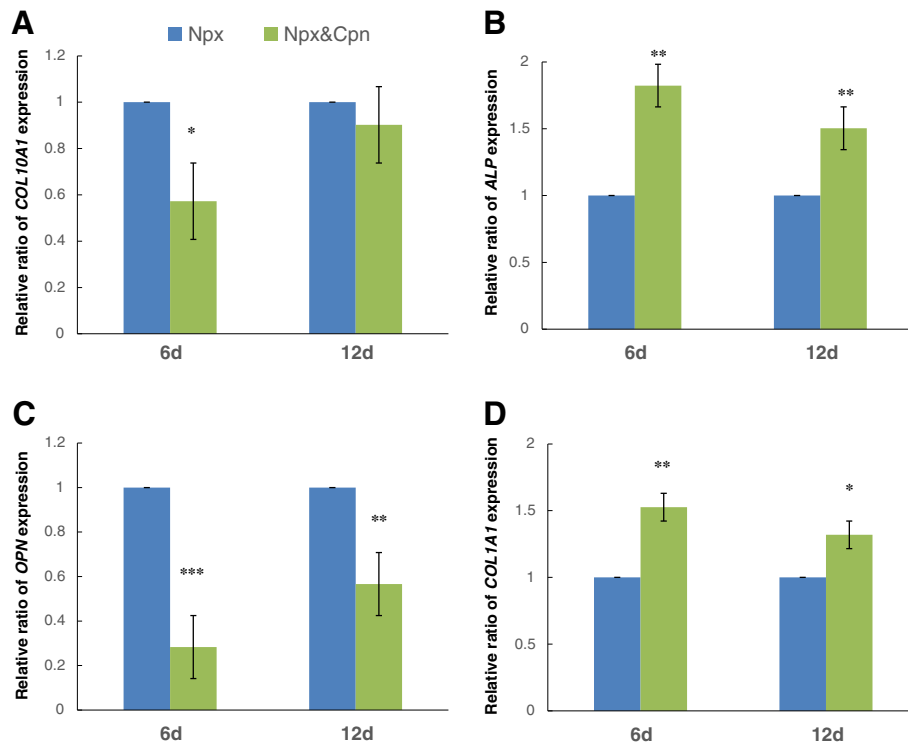 A
Npx Npx&Cpn
Relative ratio of COL10A1 expression
1.2
1
0.8
0.6
0.4
0.2
0
*
6d 12d
B
Relative ratio of ALP expression
2
1.5
1
0.5
0
** **
6d 12d
C
Relative ratio of OPN expression
1.2
1
0.8
0.6
0.4
0.2
0
*** **
6d 12d
D
Relative ratio of COL1A1 expression
2
1.5
1
0.5
0
** *
6d 12d